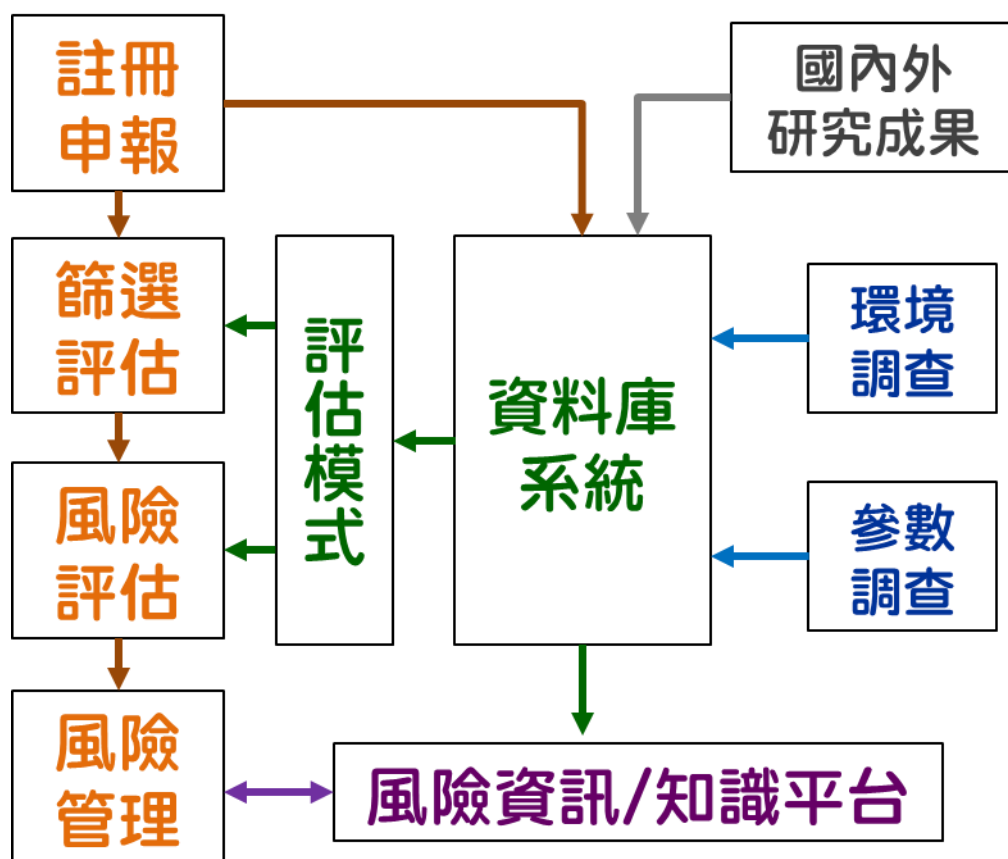 註冊
申報
國內外
研究成果
篩選
評估
評估模式
資料庫
系統
環境
調查
風險
評估
參數
調查
風險
管理
風險資訊/知識平台